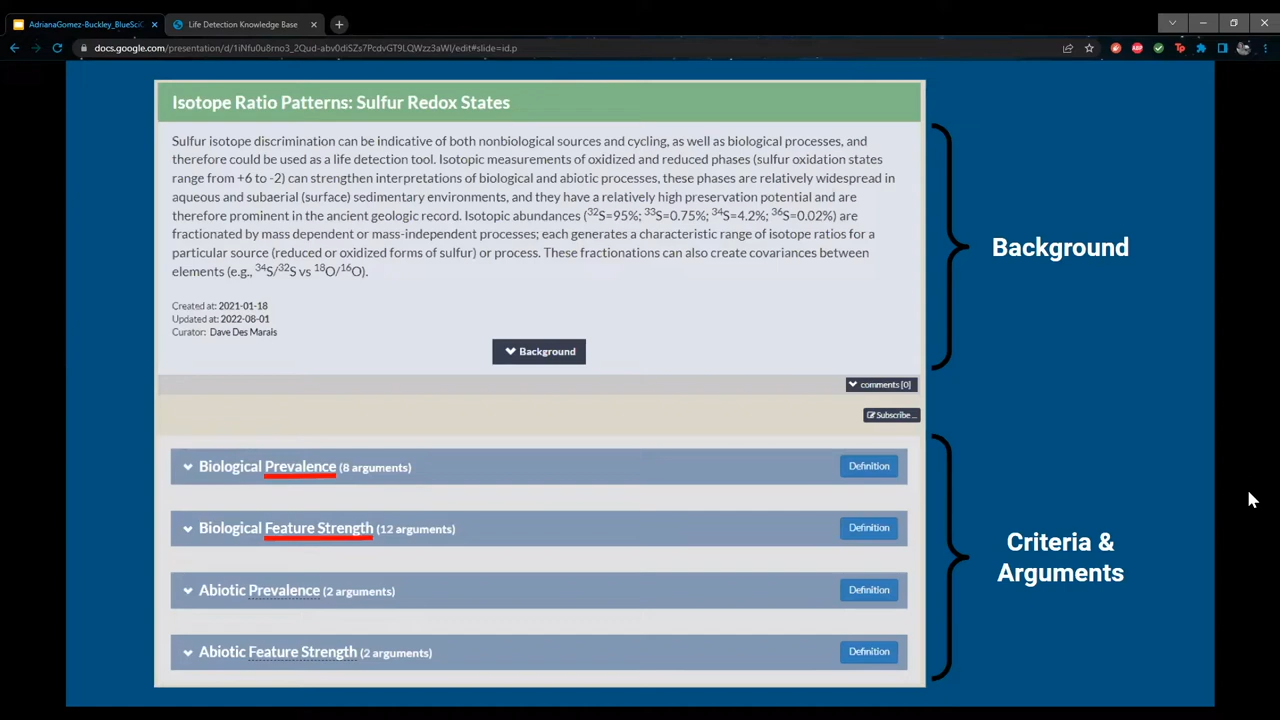 AdrianaGomez-Buckley_BlueSci
Life Detection Knowledge Base
docs.google.com/presentation/d/1iNfu0u8rno3_2Qud-abv0diSZs7PcdvGT9LQWzz3aWI/edit#slide=id.p
Isotope Ratio Patterns: Sulfur Redox States
Sulfur isotope discrimination can be indicative of both nonbiological sources and cycling, as well as biological processes, and
therefore could be used as a life detection tool. Isotopic measurements of oxidized and reduced phases (sulfur oxidation states
range from +6 to -2) can strengthen interpretations of biological and abiotic processes, these phases are relatively widespread in
aqueous and subaerial (surface) sedimentary environments, and they have a relatively high preservation potential and are
therefore prominent in the ancient geologic record. Isotopic abundances (³²S=95%; ³³S=0.75%; ³⁴S=4.2%; ³⁶S=0.02%) are
fractionated by mass dependent or mass-independent processes; each generates a characteristic range of isotope ratios for a
particular source (reduced or oxidized forms of sulfur) or process. These fractionations can also create covariances between
elements (e.g., ³⁴S/³²S vs ¹⁸O/¹⁶O).
Created at: 2021-01-18
Updated at: 2022-08-01
Curator: Dave Des Marais
Background
comments [0]
Subscribe ...
Background
Biological Prevalence (8 arguments)
Definition
Biological Feature Strength (12 arguments)
Definition
Abiotic Prevalence (2 arguments)
Definition
Abiotic Feature Strength (2 arguments)
Definition
Criteria &
Arguments